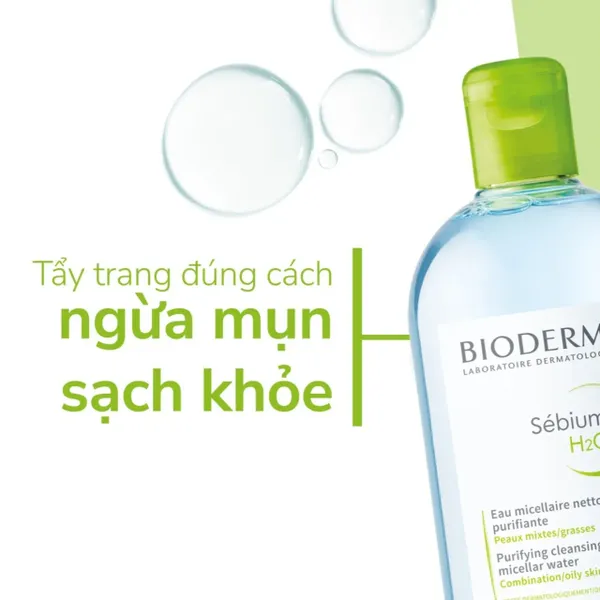 Tẩy trang đúng cách
ngừa mụn
sạch khỏe
BIODERM
LABORATOIRE DERMATOLO
Sébium
H2O
Eau micellaire netto
purifiante
Peaux mixtes/grasses
Purifying cleansing
micellar water
Combination/oily skin